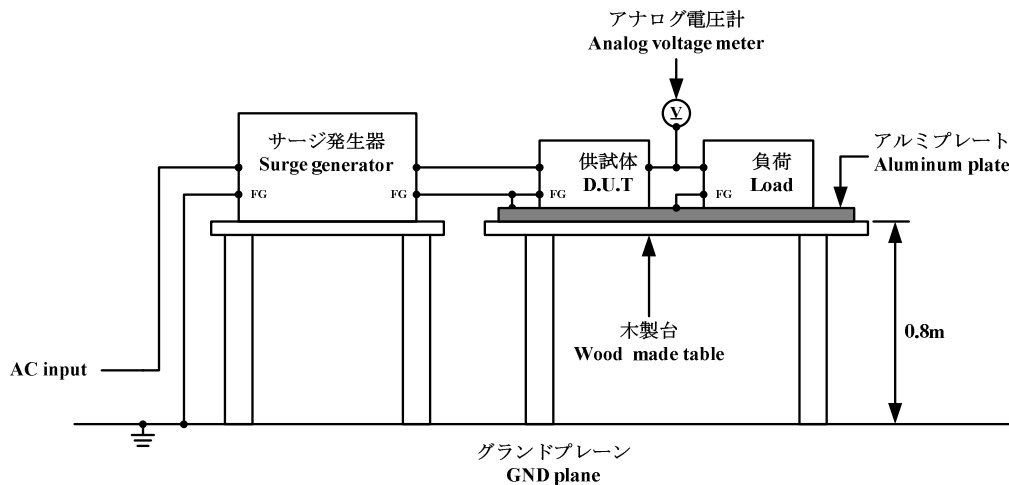 アナログ電圧計
Analog voltage meter
V
サージ発生器
Surge generator
FG
FG
供試体
D.U.T
FG
負荷
Load
FG
アルミプレート
Aluminum plate
木製台
Wood made table
0.8m
AC input
グランドプレーン
GND plane